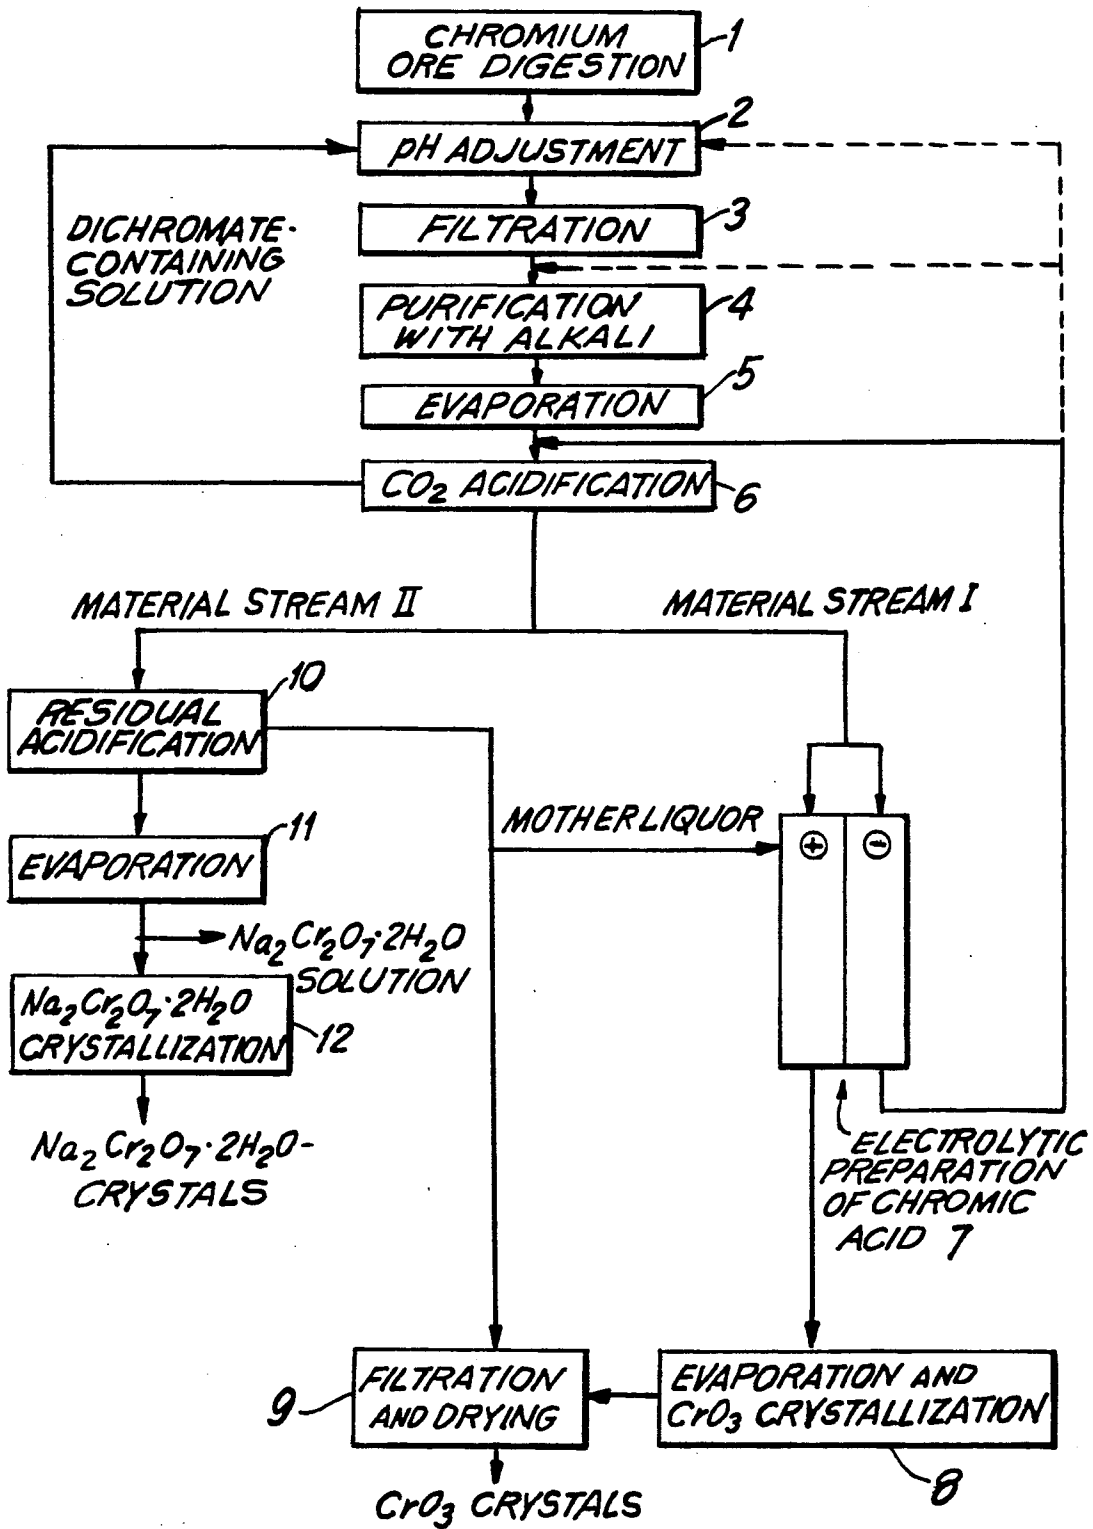 CHROMIUM
ORE DIGESTION
1
2
pH ADJUSTMENT
3
FILTRATION
DICHROMATE-
CONTAINING
SOLUTION
4
PURIFICATION
WITH ALKALI
5
EVAPORATION
CO2 ACIDIFICATION
6
MATERIAL STREAM II
MATERIAL STREAM I
10
RESIDUAL
ACIDIFICATION
MOTHER LIQUOR
11
EVAPORATION
+
-
Na2Cr2O7·2H2O
SOLUTION
Na2Cr2O7·2H2O
CRYSTALLIZATION
12
Na2Cr2O7·2H2O-
CRYSTALS
ELECTROLYTIC
PREPARATION
OF CHROMIC
ACID 7
9
FILTRATION
AND DRYING
EVAPORATION AND
CrO3 CRYSTALLIZATION
8
CrO3 CRYSTALS